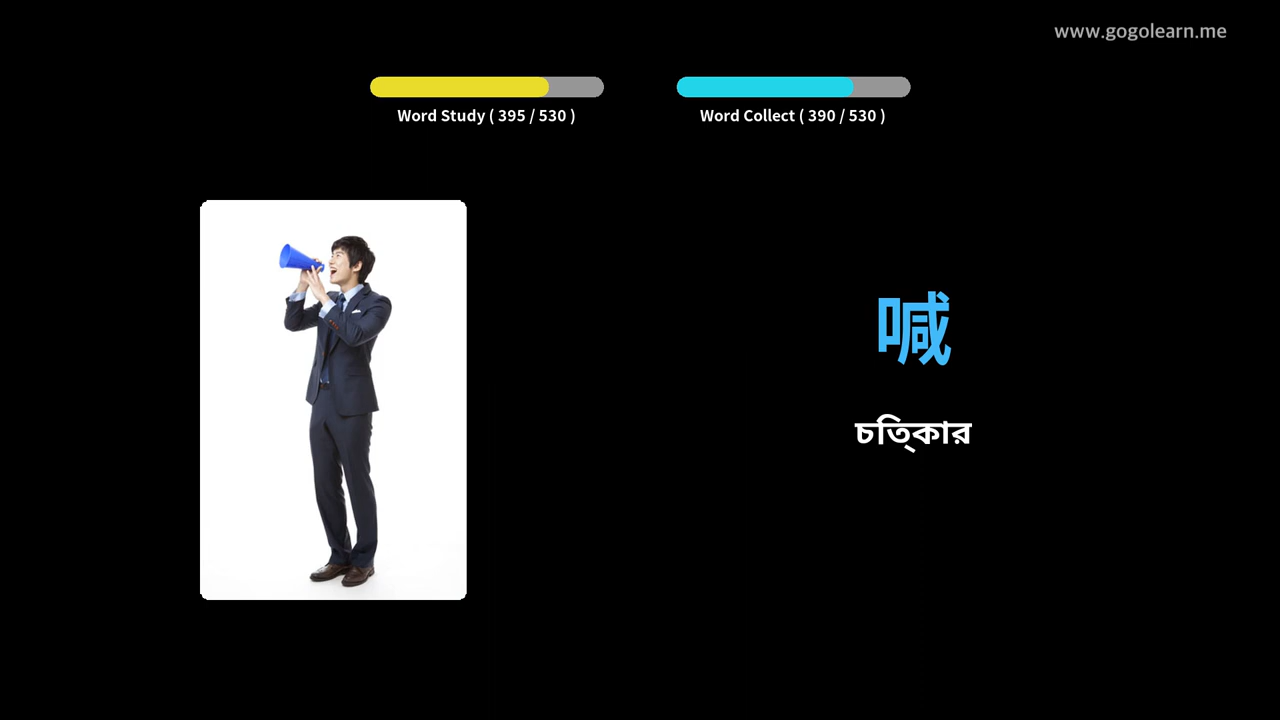 www.gogolearn.me
Word Study ( 395 / 530 )
Word Collect ( 390 / 530 )
喊
চিত্কার